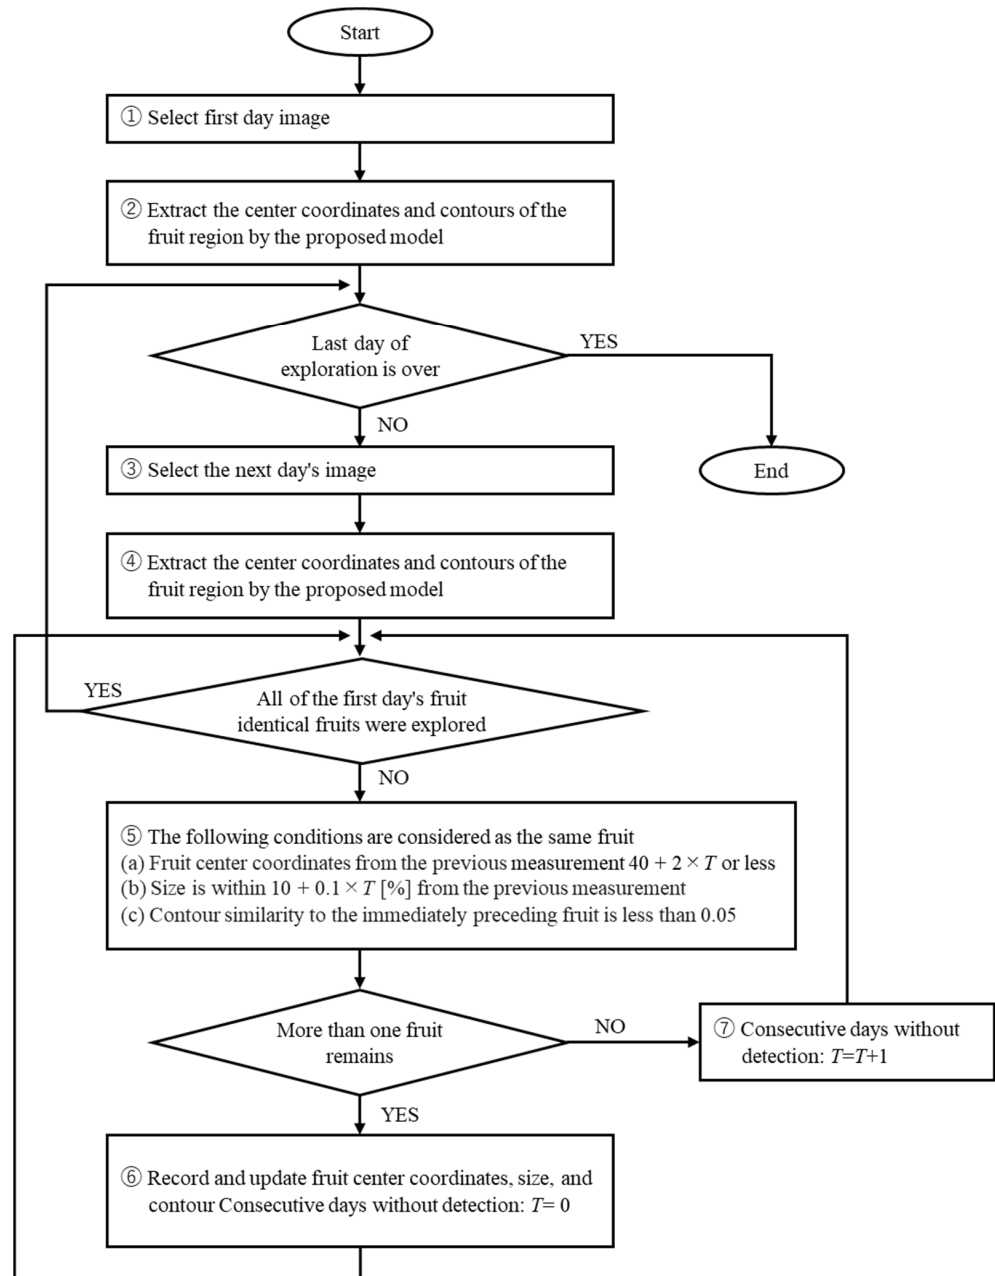 Start
① Select first day image
② Extract the center coordinates and contours of the
fruit region by the proposed model
Last day of
exploration is over
YES
NO
End
③ Select the next day's image
④ Extract the center coordinates and contours of the
fruit region by the proposed model
YES
All of the first day's fruit
identical fruits were explored
NO
⑤ The following conditions are considered as the same fruit
(a) Fruit center coordinates from the previous measurement 40 + 2 × T or less
(b) Size is within 10 + 0.1 × T [%] from the previous measurement
(c) Contour similarity to the immediately preceding fruit is less than 0.05
More than one fruit
remains
NO
⑦ Consecutive days without
detection: T=T+1
YES
⑥ Record and update fruit center coordinates, size, and
contour Consecutive days without detection: T= 0